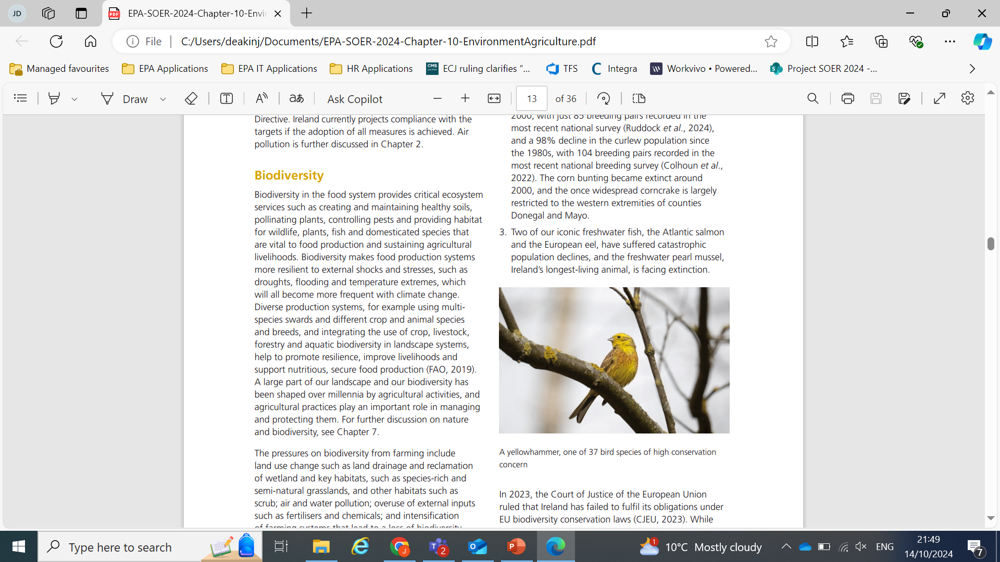 JD
EPA-SOER-2024-Chapter-10-Envir
File
C:/Users/deakinj/Documents/EPA-SOER-2024-Chapter-10-EnvironmentAgriculture.pdf
Managed favourites
EPA Applications
EPA IT Applications
HR Applications
CMS
ECJ ruling clarifies “...
TFS
Integra
Workvivo • Powered...
Project SOER 2024 -...
Draw
Ask Copilot
13
of 36
Directive. Ireland currently projects compliance with the
targets if the adoption of all measures is achieved. Air
pollution is further discussed in Chapter 2.
Biodiversity
Biodiversity in the food system provides critical ecosystem
services such as creating and maintaining healthy soils,
pollinating plants, controlling pests and providing habitat
for wildlife, plants, fish and domesticated species that
are vital to food production and sustaining agricultural
livelihoods. Biodiversity makes food production systems
more resilient to external shocks and stresses, such as
droughts, flooding and temperature extremes, which
will all become more frequent with climate change.
Diverse production systems, for example using multi-
species swards and different crop and animal species
and breeds, and integrating the use of crop, livestock,
forestry and aquatic biodiversity in landscape systems,
help to promote resilience, improve livelihoods and
support nutritious, secure food production (FAO, 2019).
A large part of our landscape and our biodiversity has
been shaped over millennia by agricultural activities, and
agricultural practices play an important role in managing
and protecting them. For further discussion on nature
and biodiversity, see Chapter 7.
The pressures on biodiversity from farming include
land use change such as land drainage and reclamation
of wetland and key habitats, such as species-rich and
semi-natural grasslands, and other habitats such as
scrub; air and water pollution; overuse of external inputs
such as fertilisers and chemicals; and intensification
of farming systems that lead to a loss of biodiversity
2000, with just 85 breeding pairs recorded in the
most recent national survey (Ruddock et al., 2024),
and a 98% decline in the curlew population since
the 1980s, with 104 breeding pairs recorded in the
most recent national breeding survey (Colhoun et al.,
2022). The corn bunting became extinct around
2000, and the once widespread corncrake is largely
restricted to the western extremities of counties
Donegal and Mayo.
3. Two of our iconic freshwater fish, the Atlantic salmon
and the European eel, have suffered catastrophic
population declines, and the freshwater pearl mussel,
Ireland’s longest-living animal, is facing extinction.
A yellowhammer, one of 37 bird species of high conservation
concern
In 2023, the Court of Justice of the European Union
ruled that Ireland has failed to fulfil its obligations under
EU biodiversity conservation laws (CJEU, 2023). While
Type here to search
2
1
10°C Mostly cloudy
ENG
21:49
14/10/2024
7